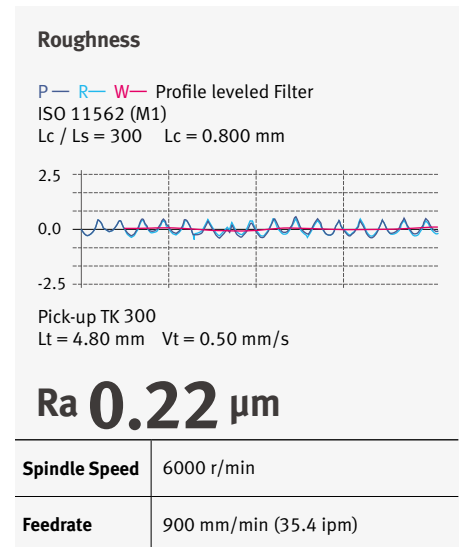 Roughness
P — R — W — Profile leveled Filter
ISO 11562 (M1)
Lc / Ls = 300 Lc = 0.800 mm
2.5
0.0
-2.5
Pick-up TK 300
Lt = 4.80 mm Vt = 0.50 mm/s
Ra 0.22 µm
Spindle Speed 6000 r/min
Feedrate 900 mm/min (35.4 ipm)